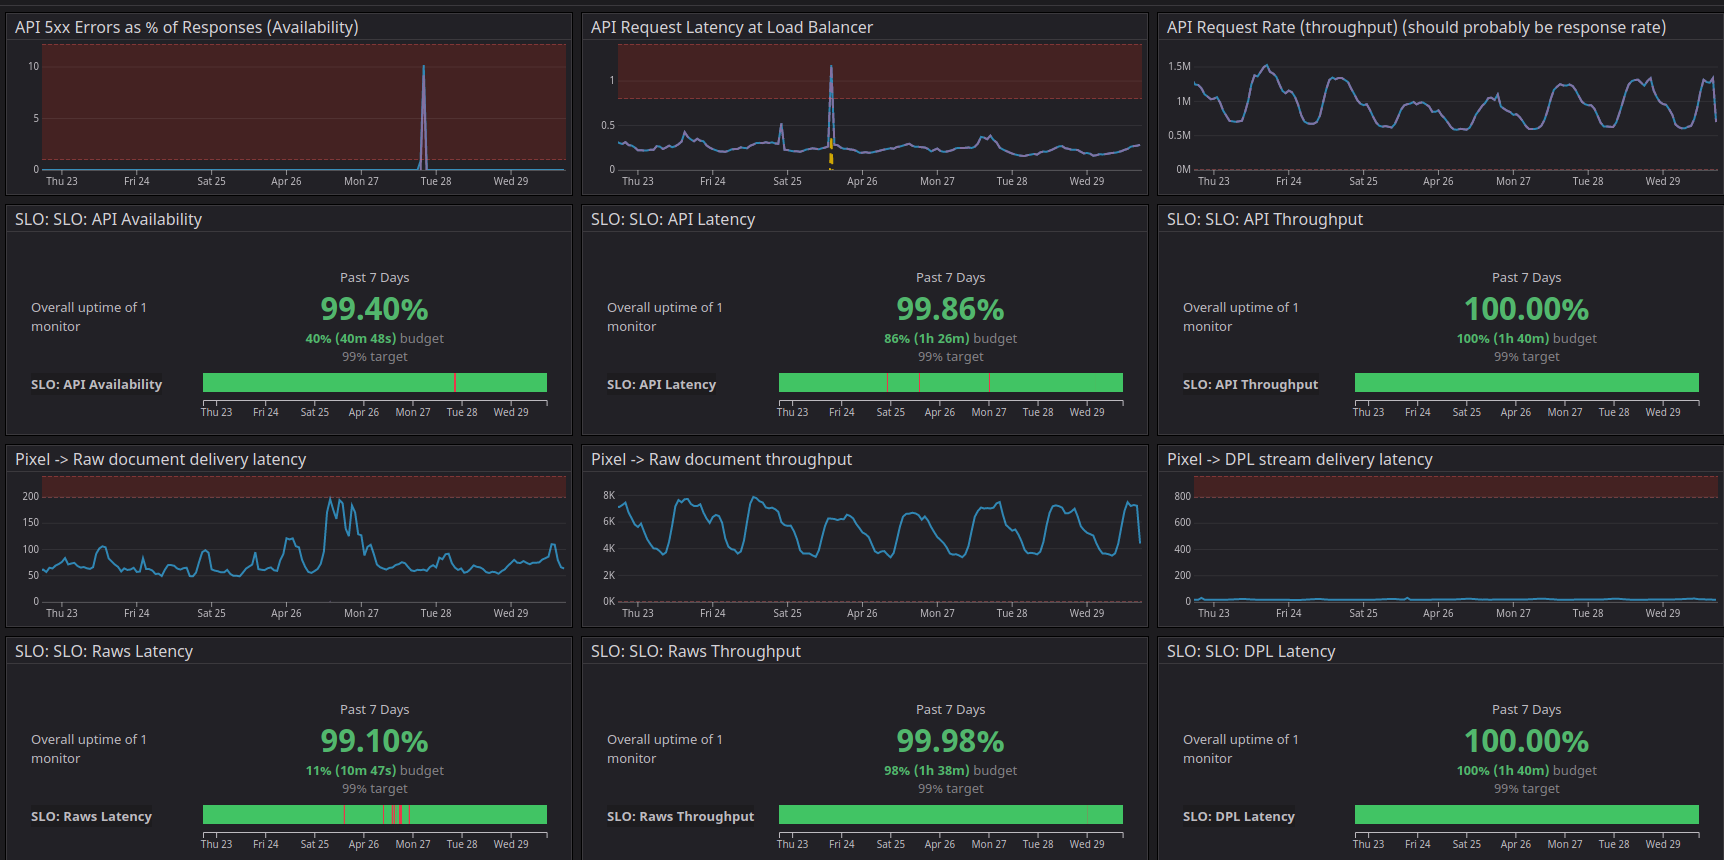 API 5xx Errors as % of Responses (Availability)
10
5
0
Thu 23 Fri 24 Sat 25 Apr 26 Mon 27 Tue 28 Wed 29
API Request Latency at Load Balancer
1
0.5
0
Thu 23 Fri 24 Sat 25 Apr 26 Mon 27 Tue 28 Wed 29
API Request Rate (throughput) (should probably be response rate)
1.5M
1M
0.5M
0M
Thu 23 Fri 24 Sat 25 Apr 26 Mon 27 Tue 28 Wed 29
SLO: SLO: API Availability
Past 7 Days
Overall uptime of 1
monitor
99.40%
40% (40m 48s) budget
99% target
SLO: API Availability
Thu 23 Fri 24 Sat 25 Apr 26 Mon 27 Tue 28 Wed 29
SLO: SLO: API Latency
Past 7 Days
Overall uptime of 1
monitor
99.86%
86% (1h 26m) budget
99% target
SLO: API Latency
Thu 23 Fri 24 Sat 25 Apr 26 Mon 27 Tue 28 Wed 29
SLO: SLO: API Throughput
Past 7 Days
Overall uptime of 1
monitor
100.00%
100% (1h 40m) budget
99% target
SLO: API Throughput
Thu 23 Fri 24 Sat 25 Apr 26 Mon 27 Tue 28 Wed 29
Pixel -> Raw document delivery latency
200
150
100
50
0
Thu 23 Fri 24 Sat 25 Apr 26 Mon 27 Tue 28 Wed 29
Pixel -> Raw document throughput
8K
6K
4K
2K
0K
Thu 23 Fri 24 Sat 25 Apr 26 Mon 27 Tue 28 Wed 29
Pixel -> DPL stream delivery latency
800
600
400
200
0
Thu 23 Fri 24 Sat 25 Apr 26 Mon 27 Tue 28 Wed 29
SLO: SLO: Raws Latency
Past 7 Days
Overall uptime of 1
monitor
99.10%
11% (10m 47s) budget
99% target
SLO: Raws Latency
Thu 23 Fri 24 Sat 25 Apr 26 Mon 27 Tue 28 Wed 29
SLO: SLO: Raws Throughput
Past 7 Days
Overall uptime of 1
monitor
99.98%
98% (1h 38m) budget
99% target
SLO: Raws Throughput
Thu 23 Fri 24 Sat 25 Apr 26 Mon 27 Tue 28 Wed 29
SLO: SLO: DPL Latency
Past 7 Days
Overall uptime of 1
monitor
100.00%
100% (1h 40m) budget
99% target
SLO: DPL Latency
Thu 23 Fri 24 Sat 25 Apr 26 Mon 27 Tue 28 Wed 29